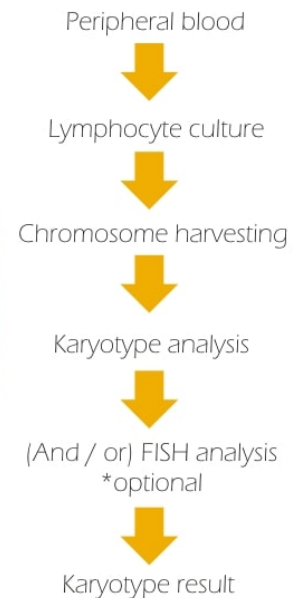 Peripheral blood
Lymphocyte culture
Chromosome harvesting
Karyotype analysis
(And / or) FISH analysis
*optional
Karyotype result